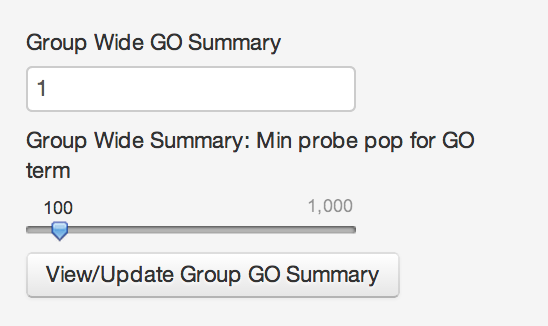 Group Wide GO Summary
1
Group Wide Summary: Min probe pop for GO
term
100 1,000
View/Update Group GO Summary